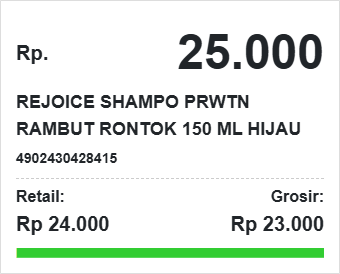 Rp. 25.000
REJOICE SHAMPO PRWTN
RAMBUT RONTOK 150 ML HIJAU
4902430428415
Retail: Grosir:
Rp 24.000 Rp 23.000